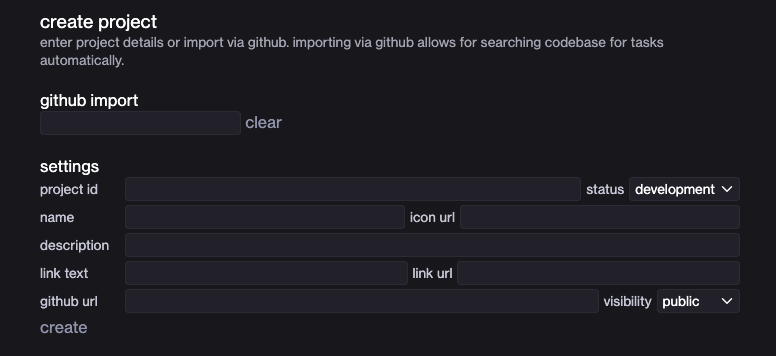 create project
enter project details or import via github. importing via github allows for searching codebase for tasks
automatically.
github import
clear
settings
project id status development
name icon url
description
link text link url
github url visibility public
create